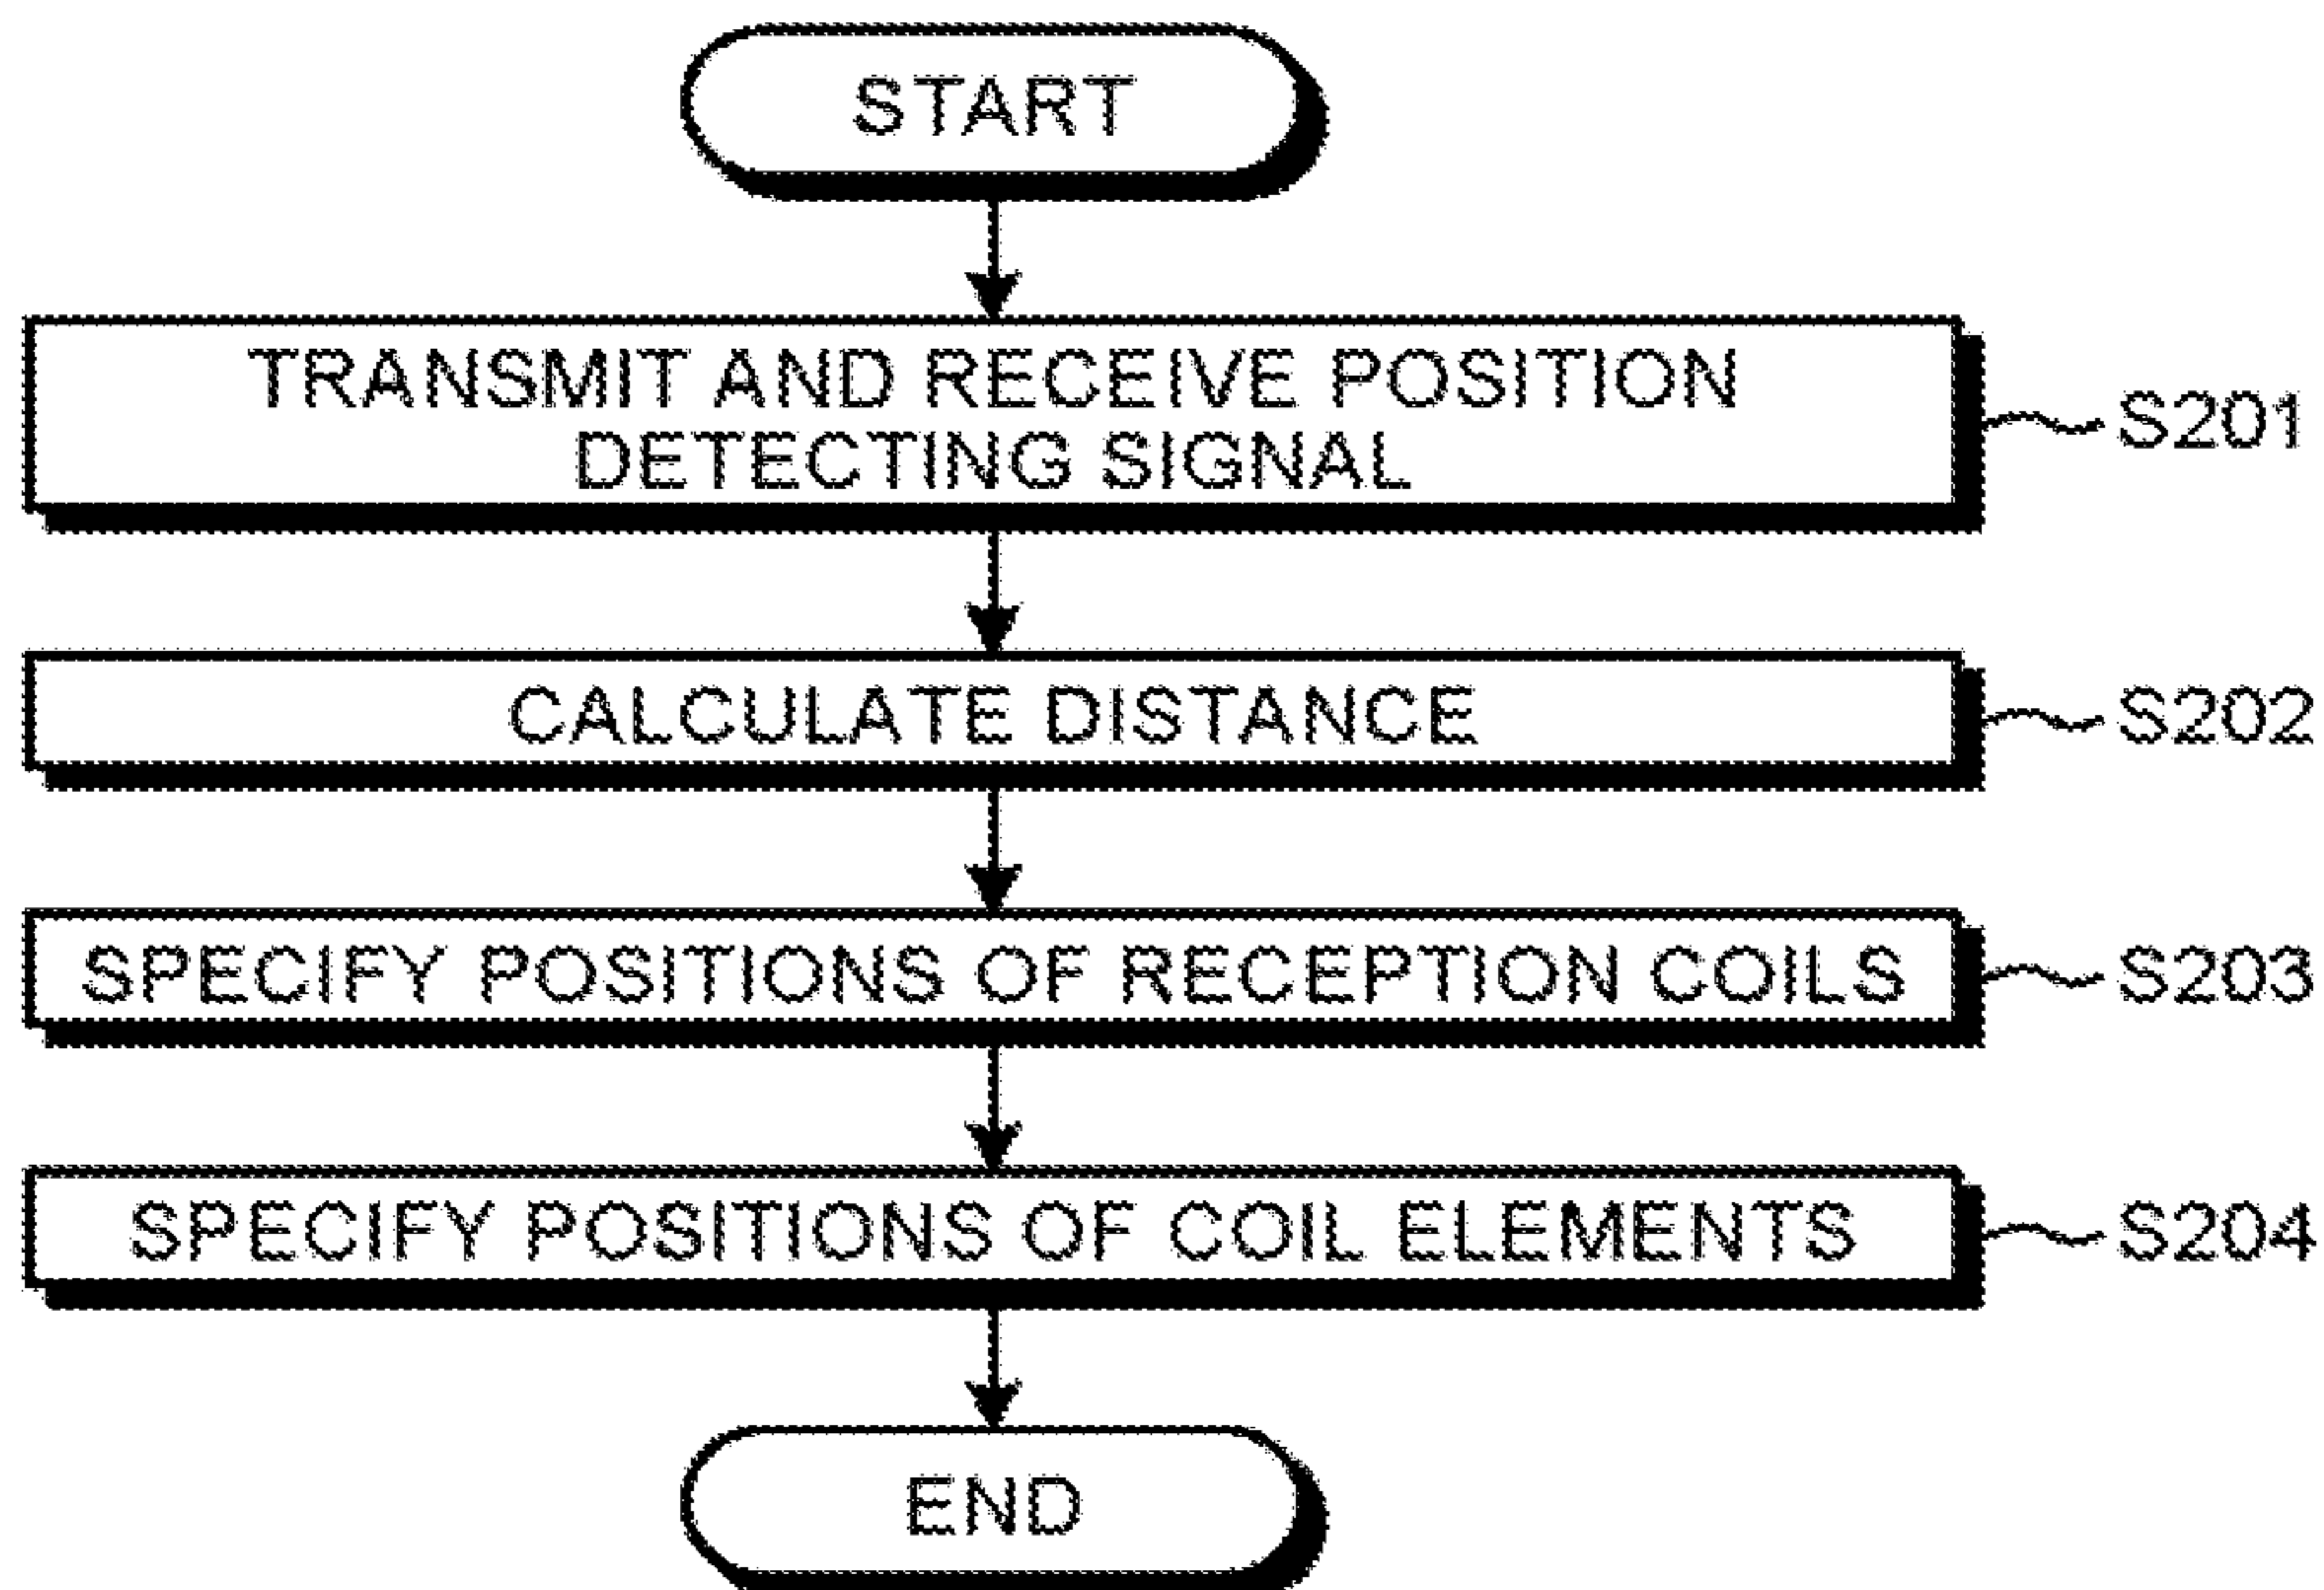 START
TRANSMIT AND RECEIVE POSITION
DETECTING SIGNAL
S201
CALCULATE DISTANCE
S202
SPECIFY POSITIONS OF RECEPTION COILS
S203
SPECIFY POSITIONS OF COIL ELEMENTS
S204
END